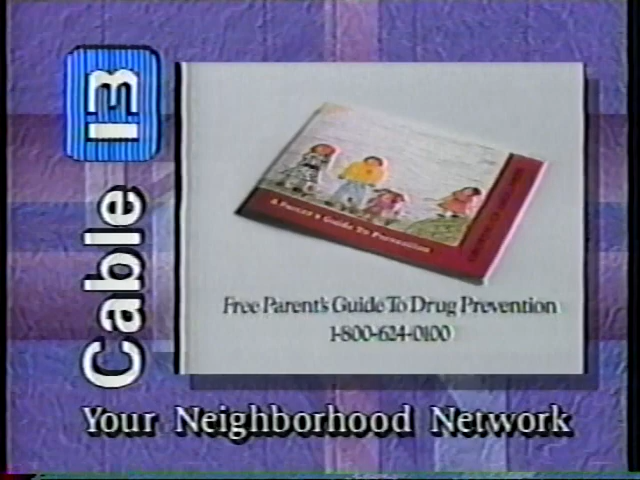 Cable 13
A Parent's Guide To Prevention
Free Parent's Guide To Drug Prevention
1-800-624-0100
Your Neighborhood Network